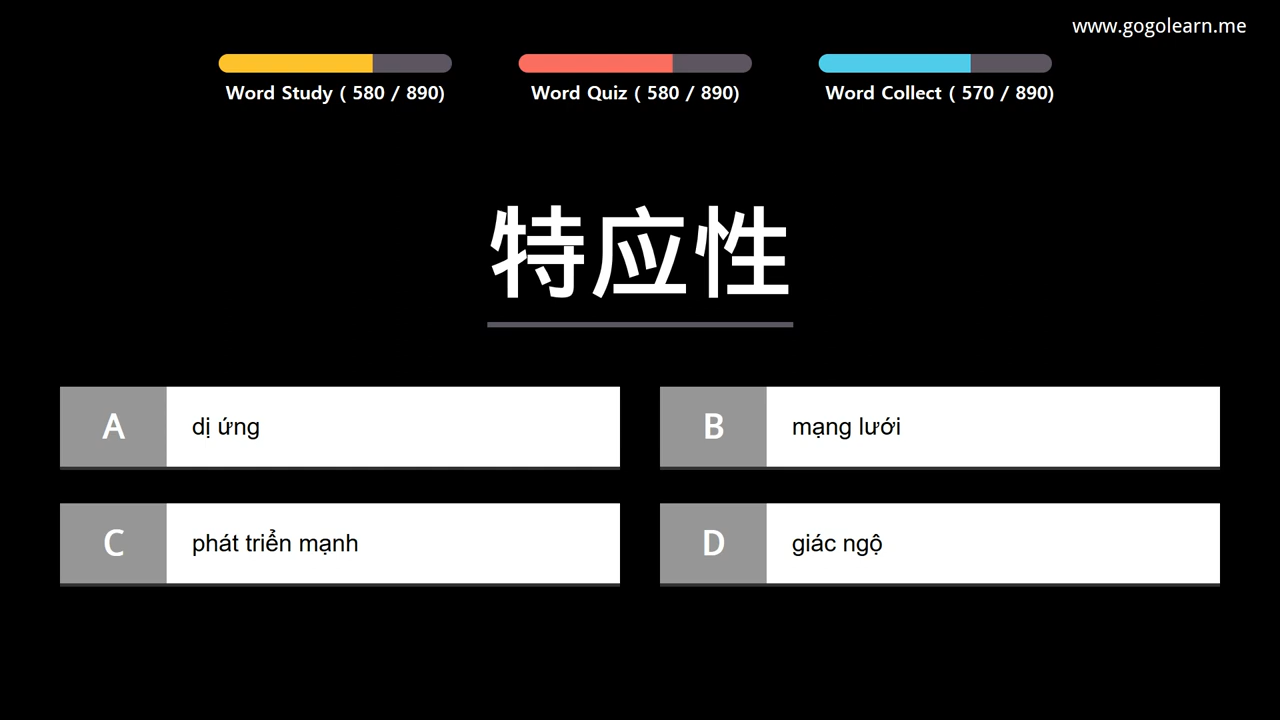 www.gogolearn.me
Word Study ( 580 / 890)
Word Quiz ( 580 / 890)
Word Collect ( 570 / 890)
特应性
A dị ứng
B mạng lưới
C phát triển mạnh
D giác ngộ